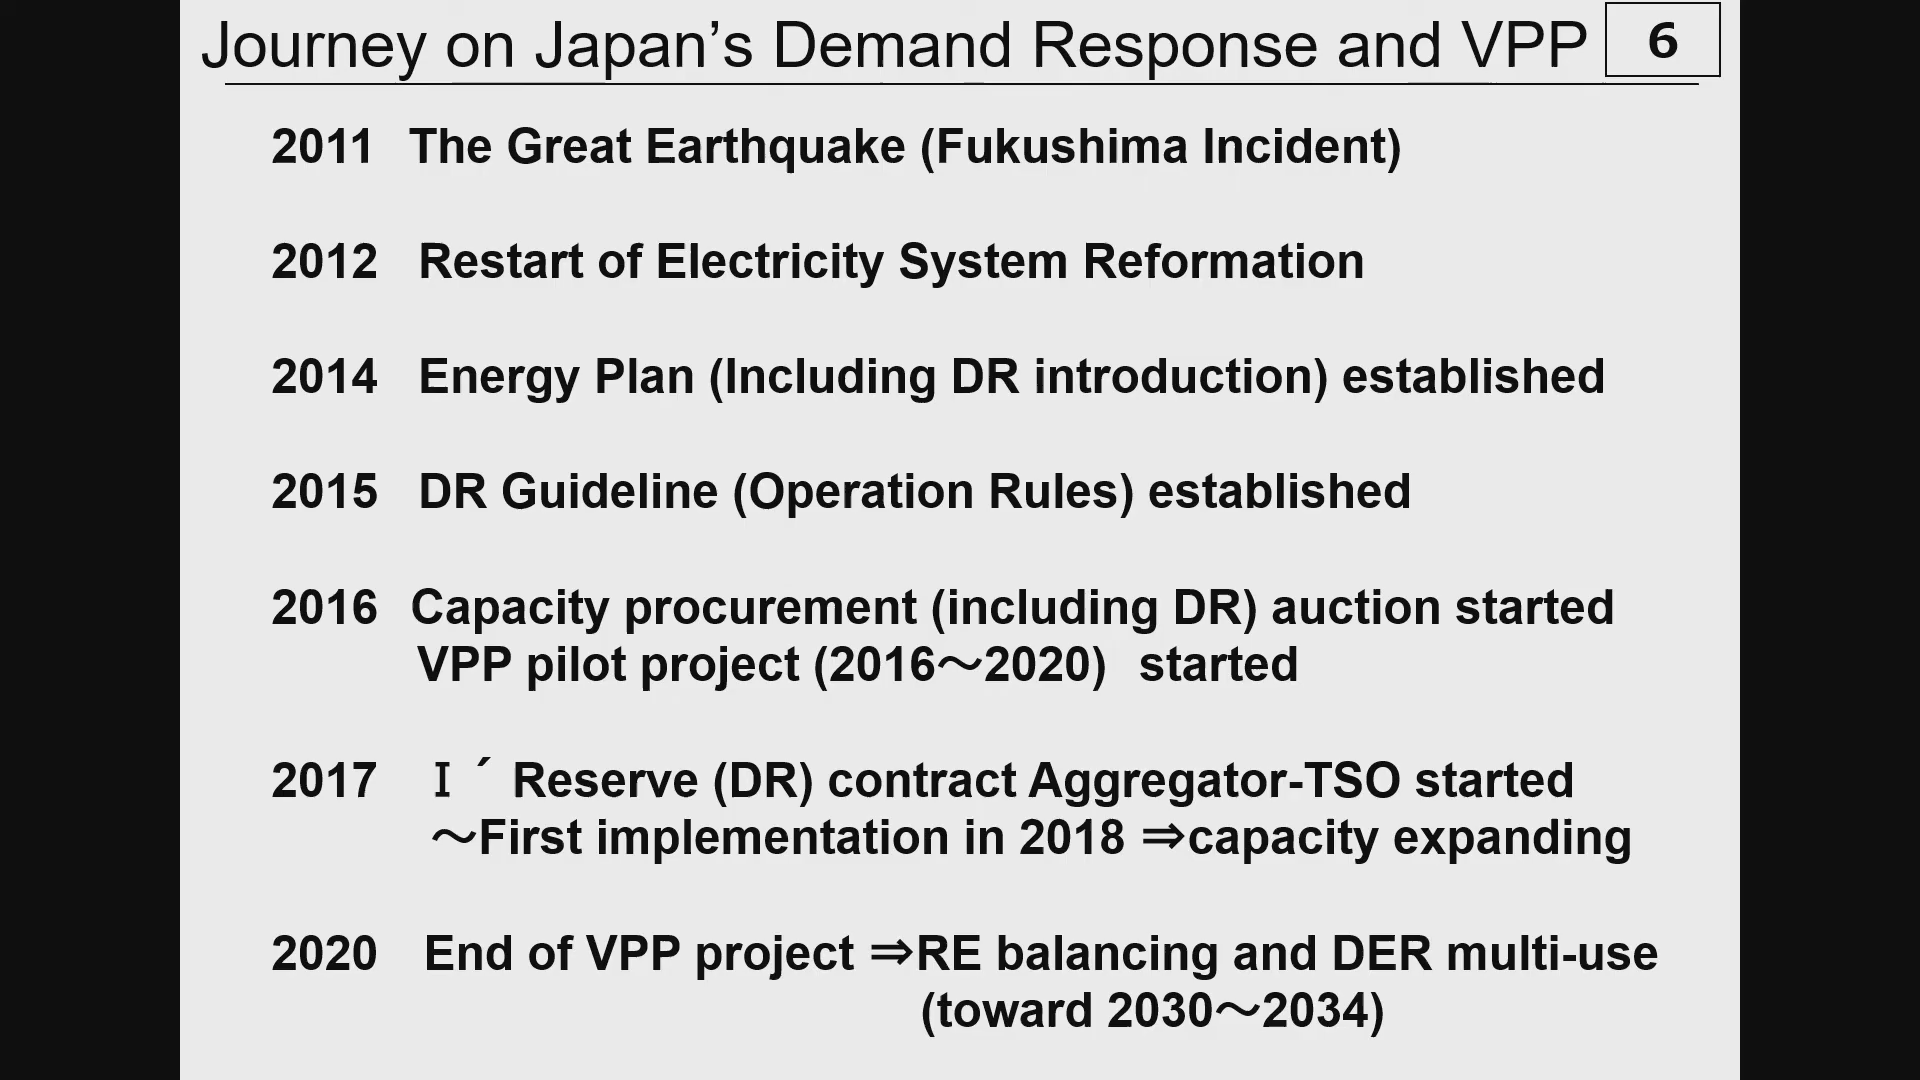 Journey on Japan’s Demand Response and VPP 6
2011 The Great Earthquake (Fukushima Incident)
2012 Restart of Electricity System Reformation
2014 Energy Plan (Including DR introduction) established
2015 DR Guideline (Operation Rules) established
2016 Capacity procurement (including DR) auction started
VPP pilot project (2016～2020) started
2017 Ⅰ´ Reserve (DR) contract Aggregator-TSO started
～First implementation in 2018 ⇒capacity expanding
2020 End of VPP project ⇒RE balancing and DER multi-use
(toward 2030～2034)